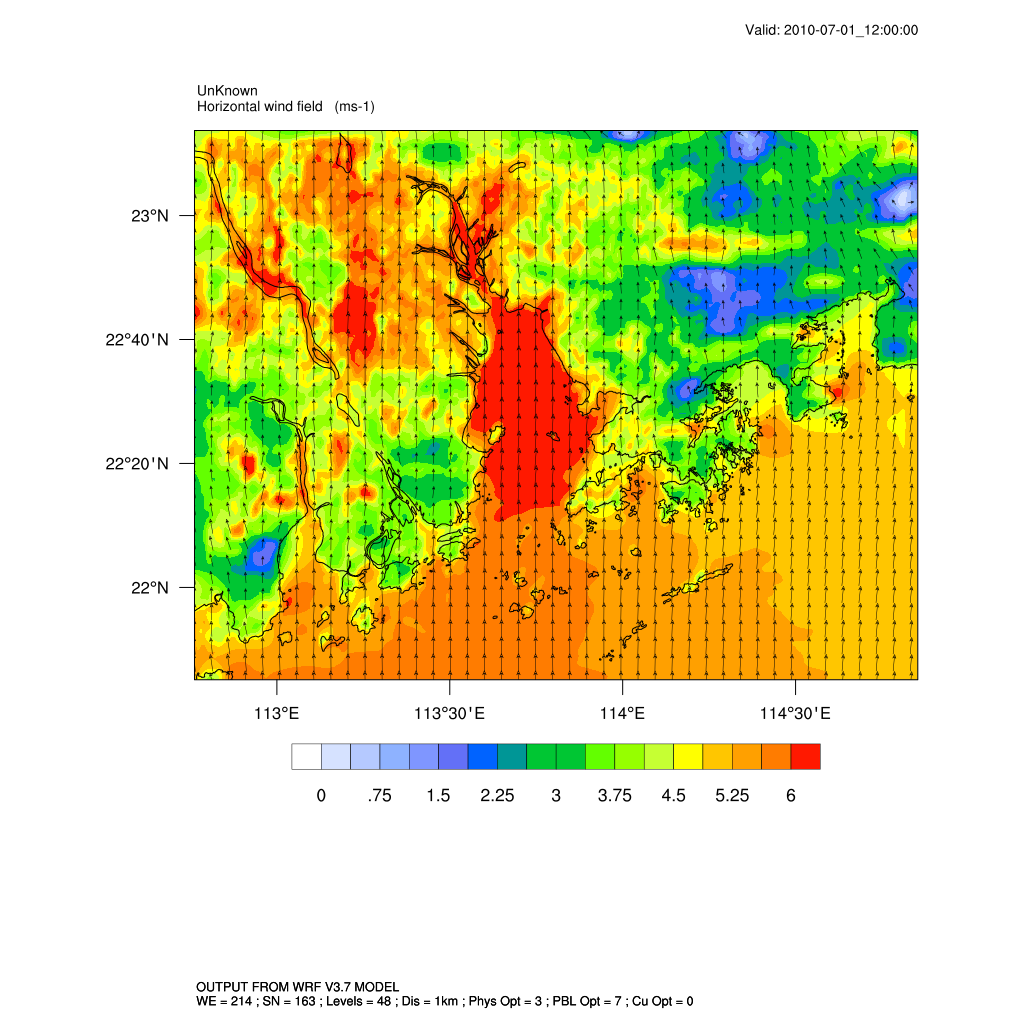 Valid: 2010-07-01_12:00:00
UnKnown
Horizontal wind field (ms-1)
23°N
22°40'N
22°20'N
22°N
113°E 113°30'E 114°E 114°30'E
0 .75 1.5 2.25 3 3.75 4.5 5.25 6
OUTPUT FROM WRF V3.7 MODEL
WE = 214 ; SN = 163 ; Levels = 48 ; Dis = 1km ; Phys Opt = 3 ; PBL Opt = 7 ; Cu Opt = 0